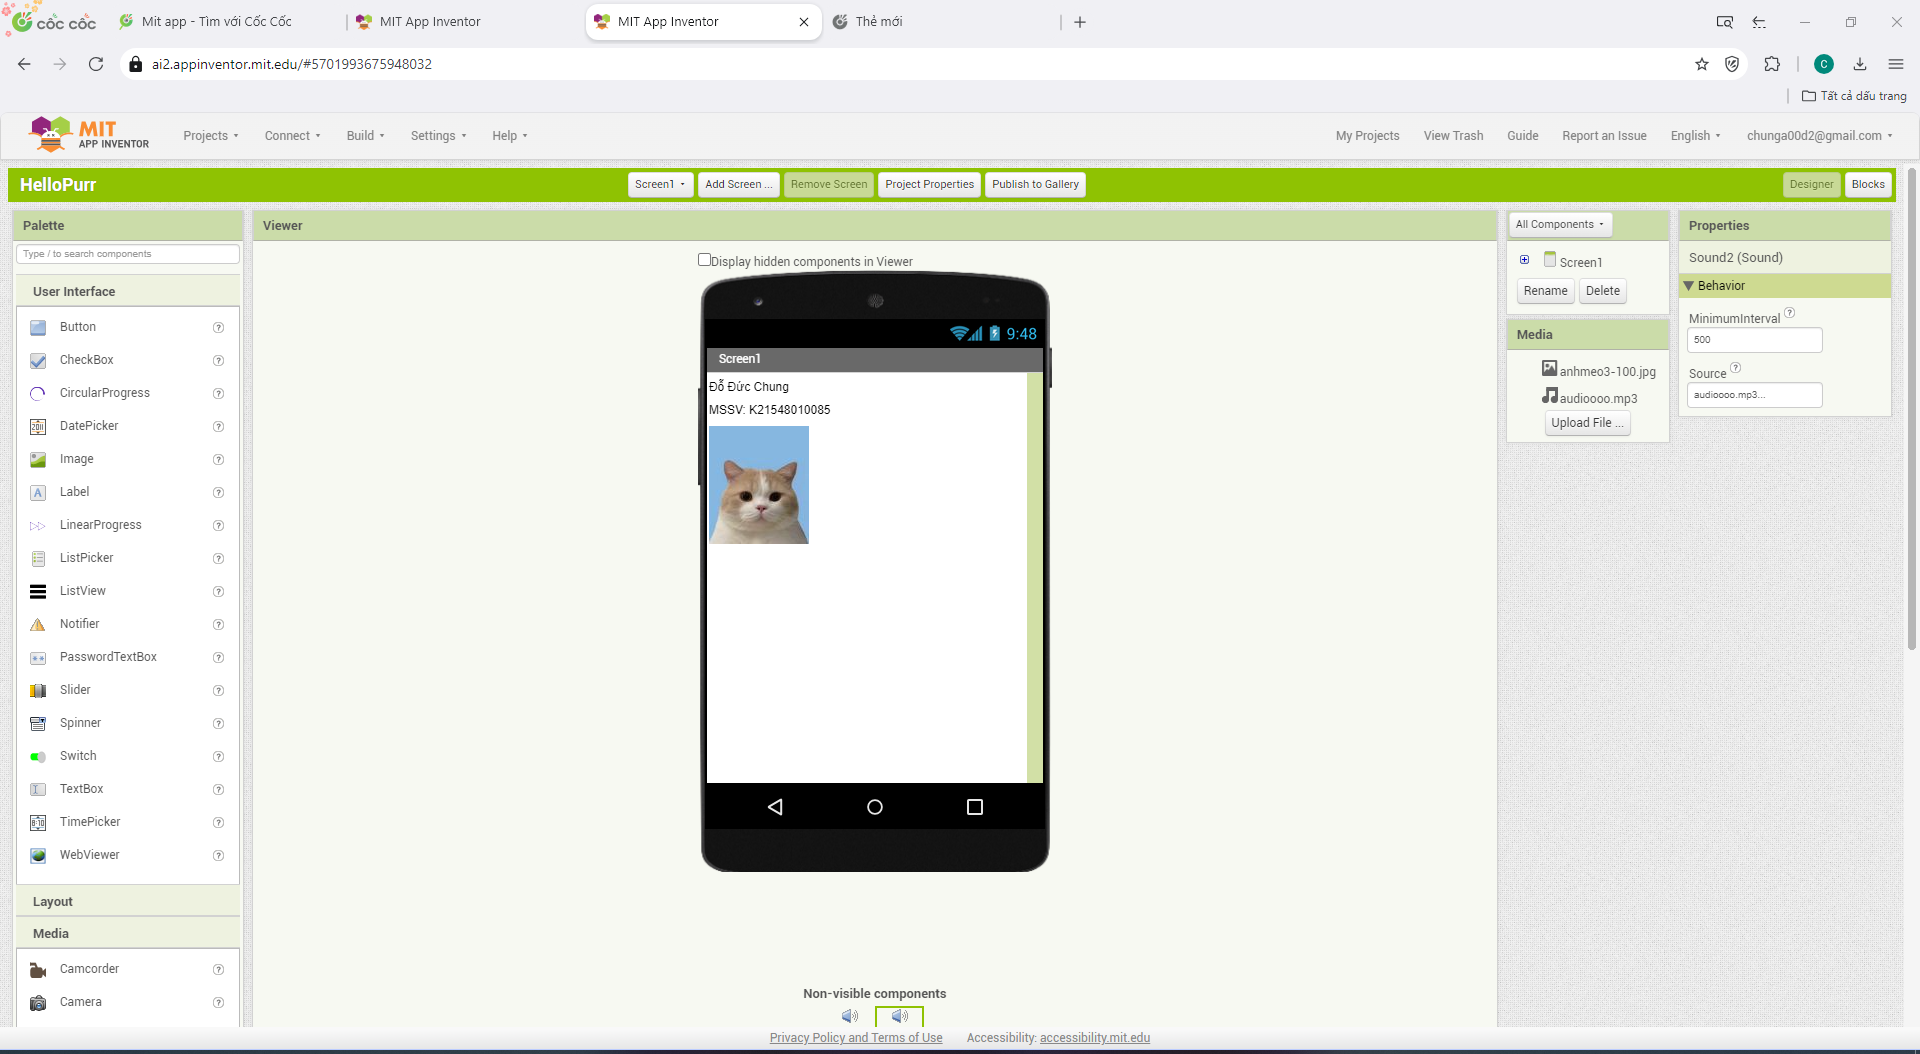 cốc cốc
Mit app - Tìm với Cốc Cốc
MIT App Inventor
MIT App Inventor
Thẻ mới
ai2.appinventor.mit.edu/#5701993675948032
C
Tất cả dấu trang
MIT
APP INVENTOR
Projects
Connect
Build
Settings
Help
My Projects
View Trash
Guide
Report an Issue
English
chunga00d2@gmail.com
HelloPurr
Screen1
Add Screen ...
Remove Screen
Project Properties
Publish to Gallery
Designer
Blocks
Palette
Type / to search components
User Interface
Button
CheckBox
CircularProgress
DatePicker
Image
Label
LinearProgress
ListPicker
ListView
Notifier
PasswordTextBox
Slider
Spinner
Switch
TextBox
TimePicker
WebViewer
Layout
Media
Camcorder
Camera
Viewer
Display hidden components in Viewer
9:48
Screen1
Đỗ Đức Chung
MSSV: K21548010085
Non-visible components
All Components
Screen1
Rename
Delete
Media
anhmeo3-100.jpg
audioooo.mp3
Upload File ...
Properties
Sound2 (Sound)
Behavior
MinimumInterval
500
Source
audioooo.mp3...
Privacy Policy and Terms of Use
Accessibility: accessibility.mit.edu